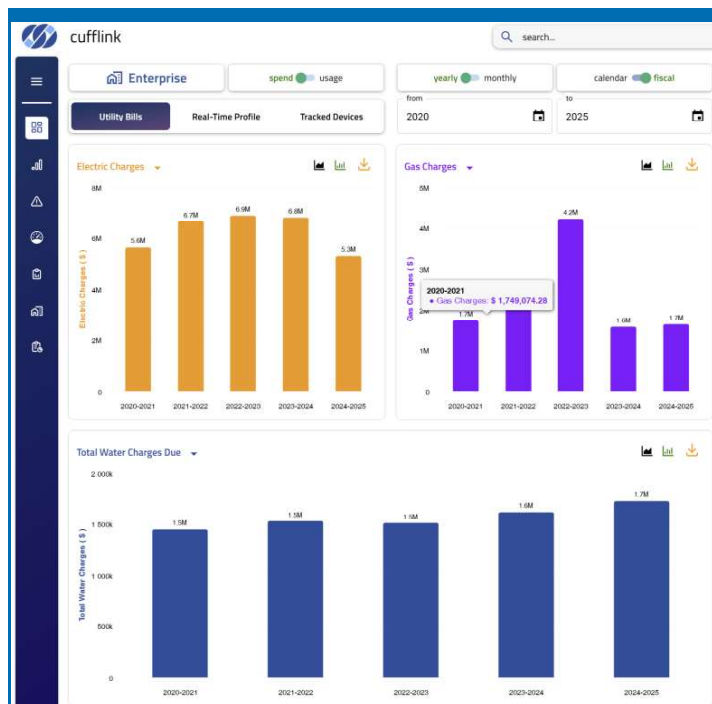 cufflink
search...
Enterprise
spend usage
yearly monthly
calendar fiscal
Utility Bills Real-Time Profile Tracked Devices
from
2020
to
2025
Electric Charges
8M
6M
4M
2M
0
Electric Charges ( $ )
5.6M
6.7M
6.9M
6.8M
5.3M
2020-2021 2021-2022 2022-2023 2023-2024 2024-2025
Gas Charges
5M
4M
3M
2M
1M
0
Gas Charges ( $ )
2020-2021
• Gas Charges: $ 1,749,074.28
1.7M
4.2M
1.6M
1.7M
2020-2021 2021-2022 2022-2023 2023-2024 2024-2025
Total Water Charges Due
2 000k
1 500k
1 000k
500k
0
Total Water Charges ( $ )
1.5M
1.5M
1.5M
1.6M
1.7M
2020-2021 2021-2022 2022-2023 2023-2024 2024-2025